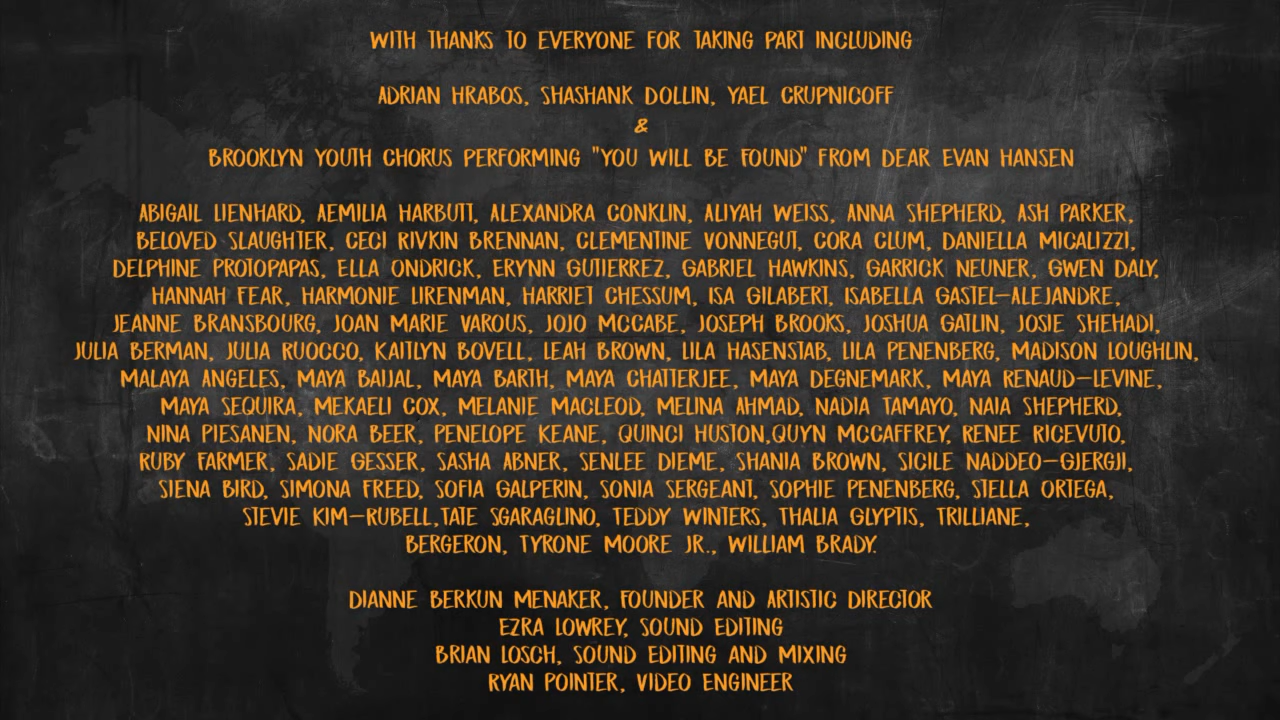 WITH THANKS TO EVERYONE FOR TAKING PART INCLUDING
ADRIAN HRABOS, SHASHANK DOLLIN, YAEL CRUPNICOFF
&
BROOKLYN YOUTH CHORUS PERFORMING "YOU WILL BE FOUND" FROM DEAR EVAN HANSEN
ABIGAIL LIENHARD, AEMILIA HARBUTT, ALEXANDRA CONKLIN, ALIYAH WEISS, ANNA SHEPHERD, ASH PARKER,
BELOVED SLAUGHTER, CECI RIVKIN BRENNAN, CLEMENTINE VONNEGUT, CORA CLUM, DANIELLA MICALIZZI,
DELPHINE PROTOPAPAS, ELLA ONDRICK, ERYNN GUTIERREZ, GABRIEL HAWKINS, GARRICK NEUNER, GWEN DALY,
HANNAH FEAR, HARMONIE LIRENMAN, HARRIET CHESSUM, ISA GILABERT, ISABELLA GASTEL-ALEJANDRE,
JEANNE BRANSBOURG, JOAN MARIE VAROUS, JOJO MCCABE, JOSEPH BROOKS, JOSHUA GATLIN, JOSIE SHEHADI,
JULIA BERMAN, JULIA RUOCCO, KAITLYN BOVELL, LEAH BROWN, LILA HASENSTAB, LILA PENENBERG, MADISON LOUGHLIN,
MALAYA ANGELES, MAYA BAIJAL, MAYA BARTH, MAYA CHATTERJEE, MAYA DEGNEMARK, MAYA RENAUD-LEVINE,
MAYA SEQUIRA, MEKAELI COX, MELANIE MACLEOD, MELINA AHMAD, NADIA TAMAYO, NAIA SHEPHERD,
NINA PIESANEN, NORA BEER, PENELOPE KEANE, QUINCI HUSTON,QUYN MCCAFFREY, RENEE RICEVUTO,
RUBY FARMER, SADIE GESSER, SASHA ABNER, SENLEE DIEME, SHANIA BROWN, SICILE NADDEO-GJERGJI,
SIENA BIRD, SIMONA FREED, SOFIA GALPERIN, SONIA SERGEANT, SOPHIE PENENBERG, STELLA ORTEGA,
STEVIE KIM-RUBELL,TATE SGARAGLINO, TEDDY WINTERS, THALIA GLYPTIS, TRILLIANE,
BERGERON, TYRONE MOORE JR., WILLIAM BRADY.
DIANNE BERKUN MENAKER, FOUNDER AND ARTISTIC DIRECTOR
EZRA LOWREY, SOUND EDITING
BRIAN LOSCH, SOUND EDITING AND MIXING
RYAN POINTER, VIDEO ENGINEER